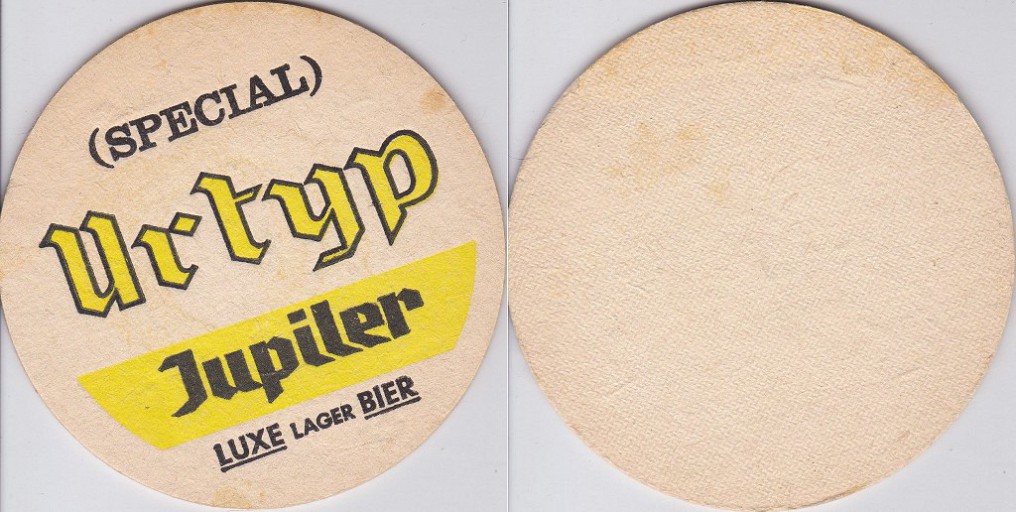 (SPECIAL)
Urtyp
Jupiler
LUXE LAGER BIER